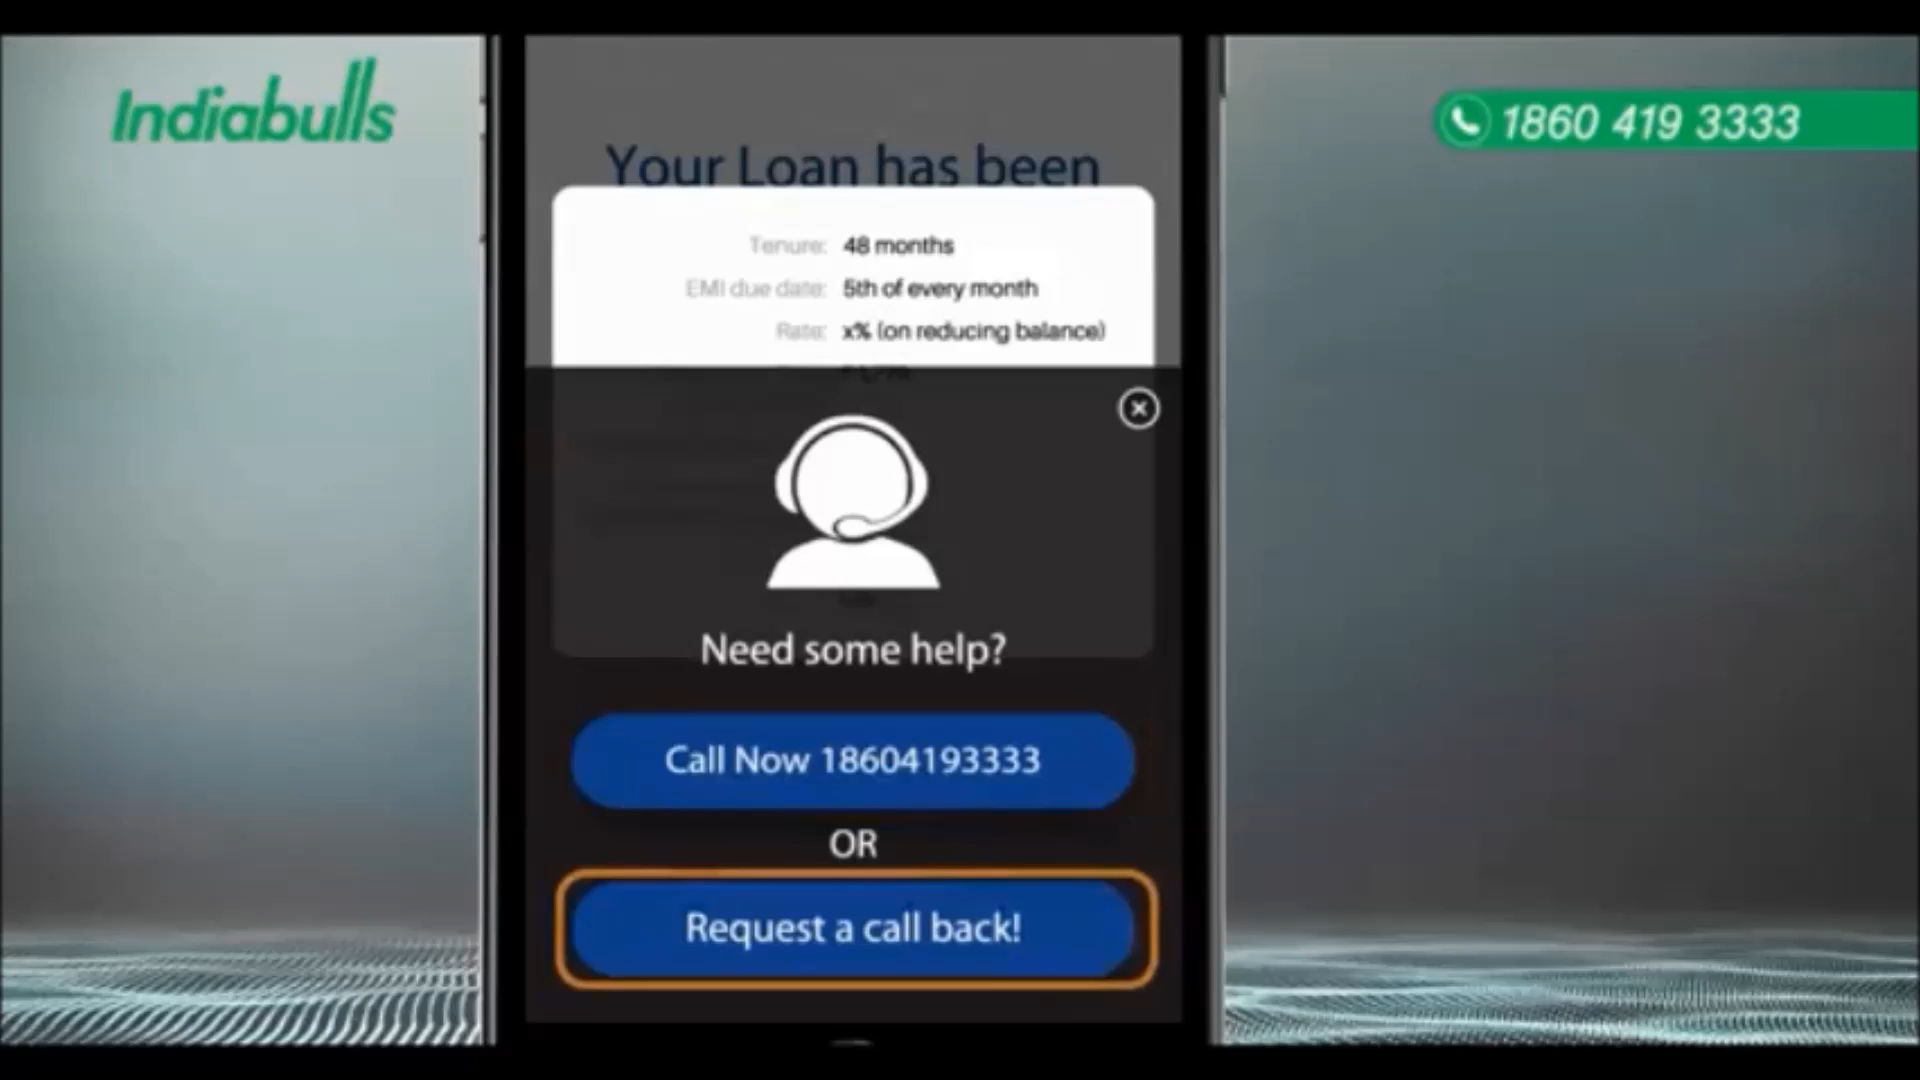 Indiabulls
1860 419 3333
Your Loan has been
Tenure: 48 months
EMI due date: 5th of every month
Rate: x% (on reducing balance)
Need some help?
Call Now 18604193333
OR
Request a call back!